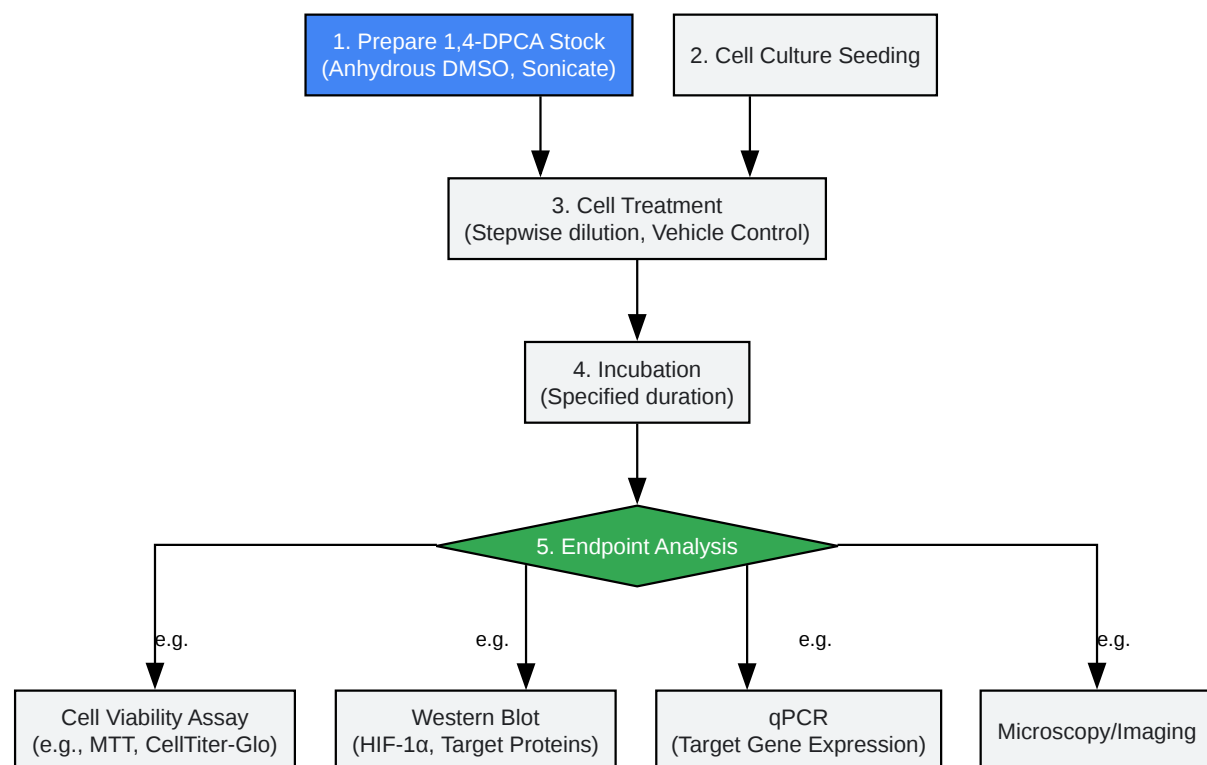 1. Prepare 1,4-DPCA Stock
(Anhydrous DMSO, Sonicate)
2. Cell Culture Seeding
3. Cell Treatment
(Stepwise dilution, Vehicle Control)
4. Incubation
(Specified duration)
5. Endpoint Analysis
e.g.
e.g.
e.g.
e.g.
Cell Viability Assay
(e.g., MTT, CellTiter-Glo)
Western Blot
(HIF-1α, Target Proteins)
qPCR
(Target Gene Expression)
Microscopy/Imaging